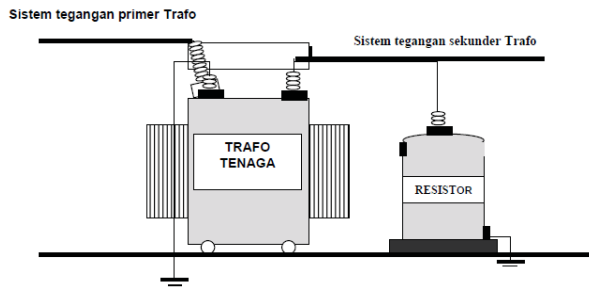 Sistem tegangan primer Trafo
Sistem tegangan sekunder Trafo
TRAFO
TENAGA
RESISTOR